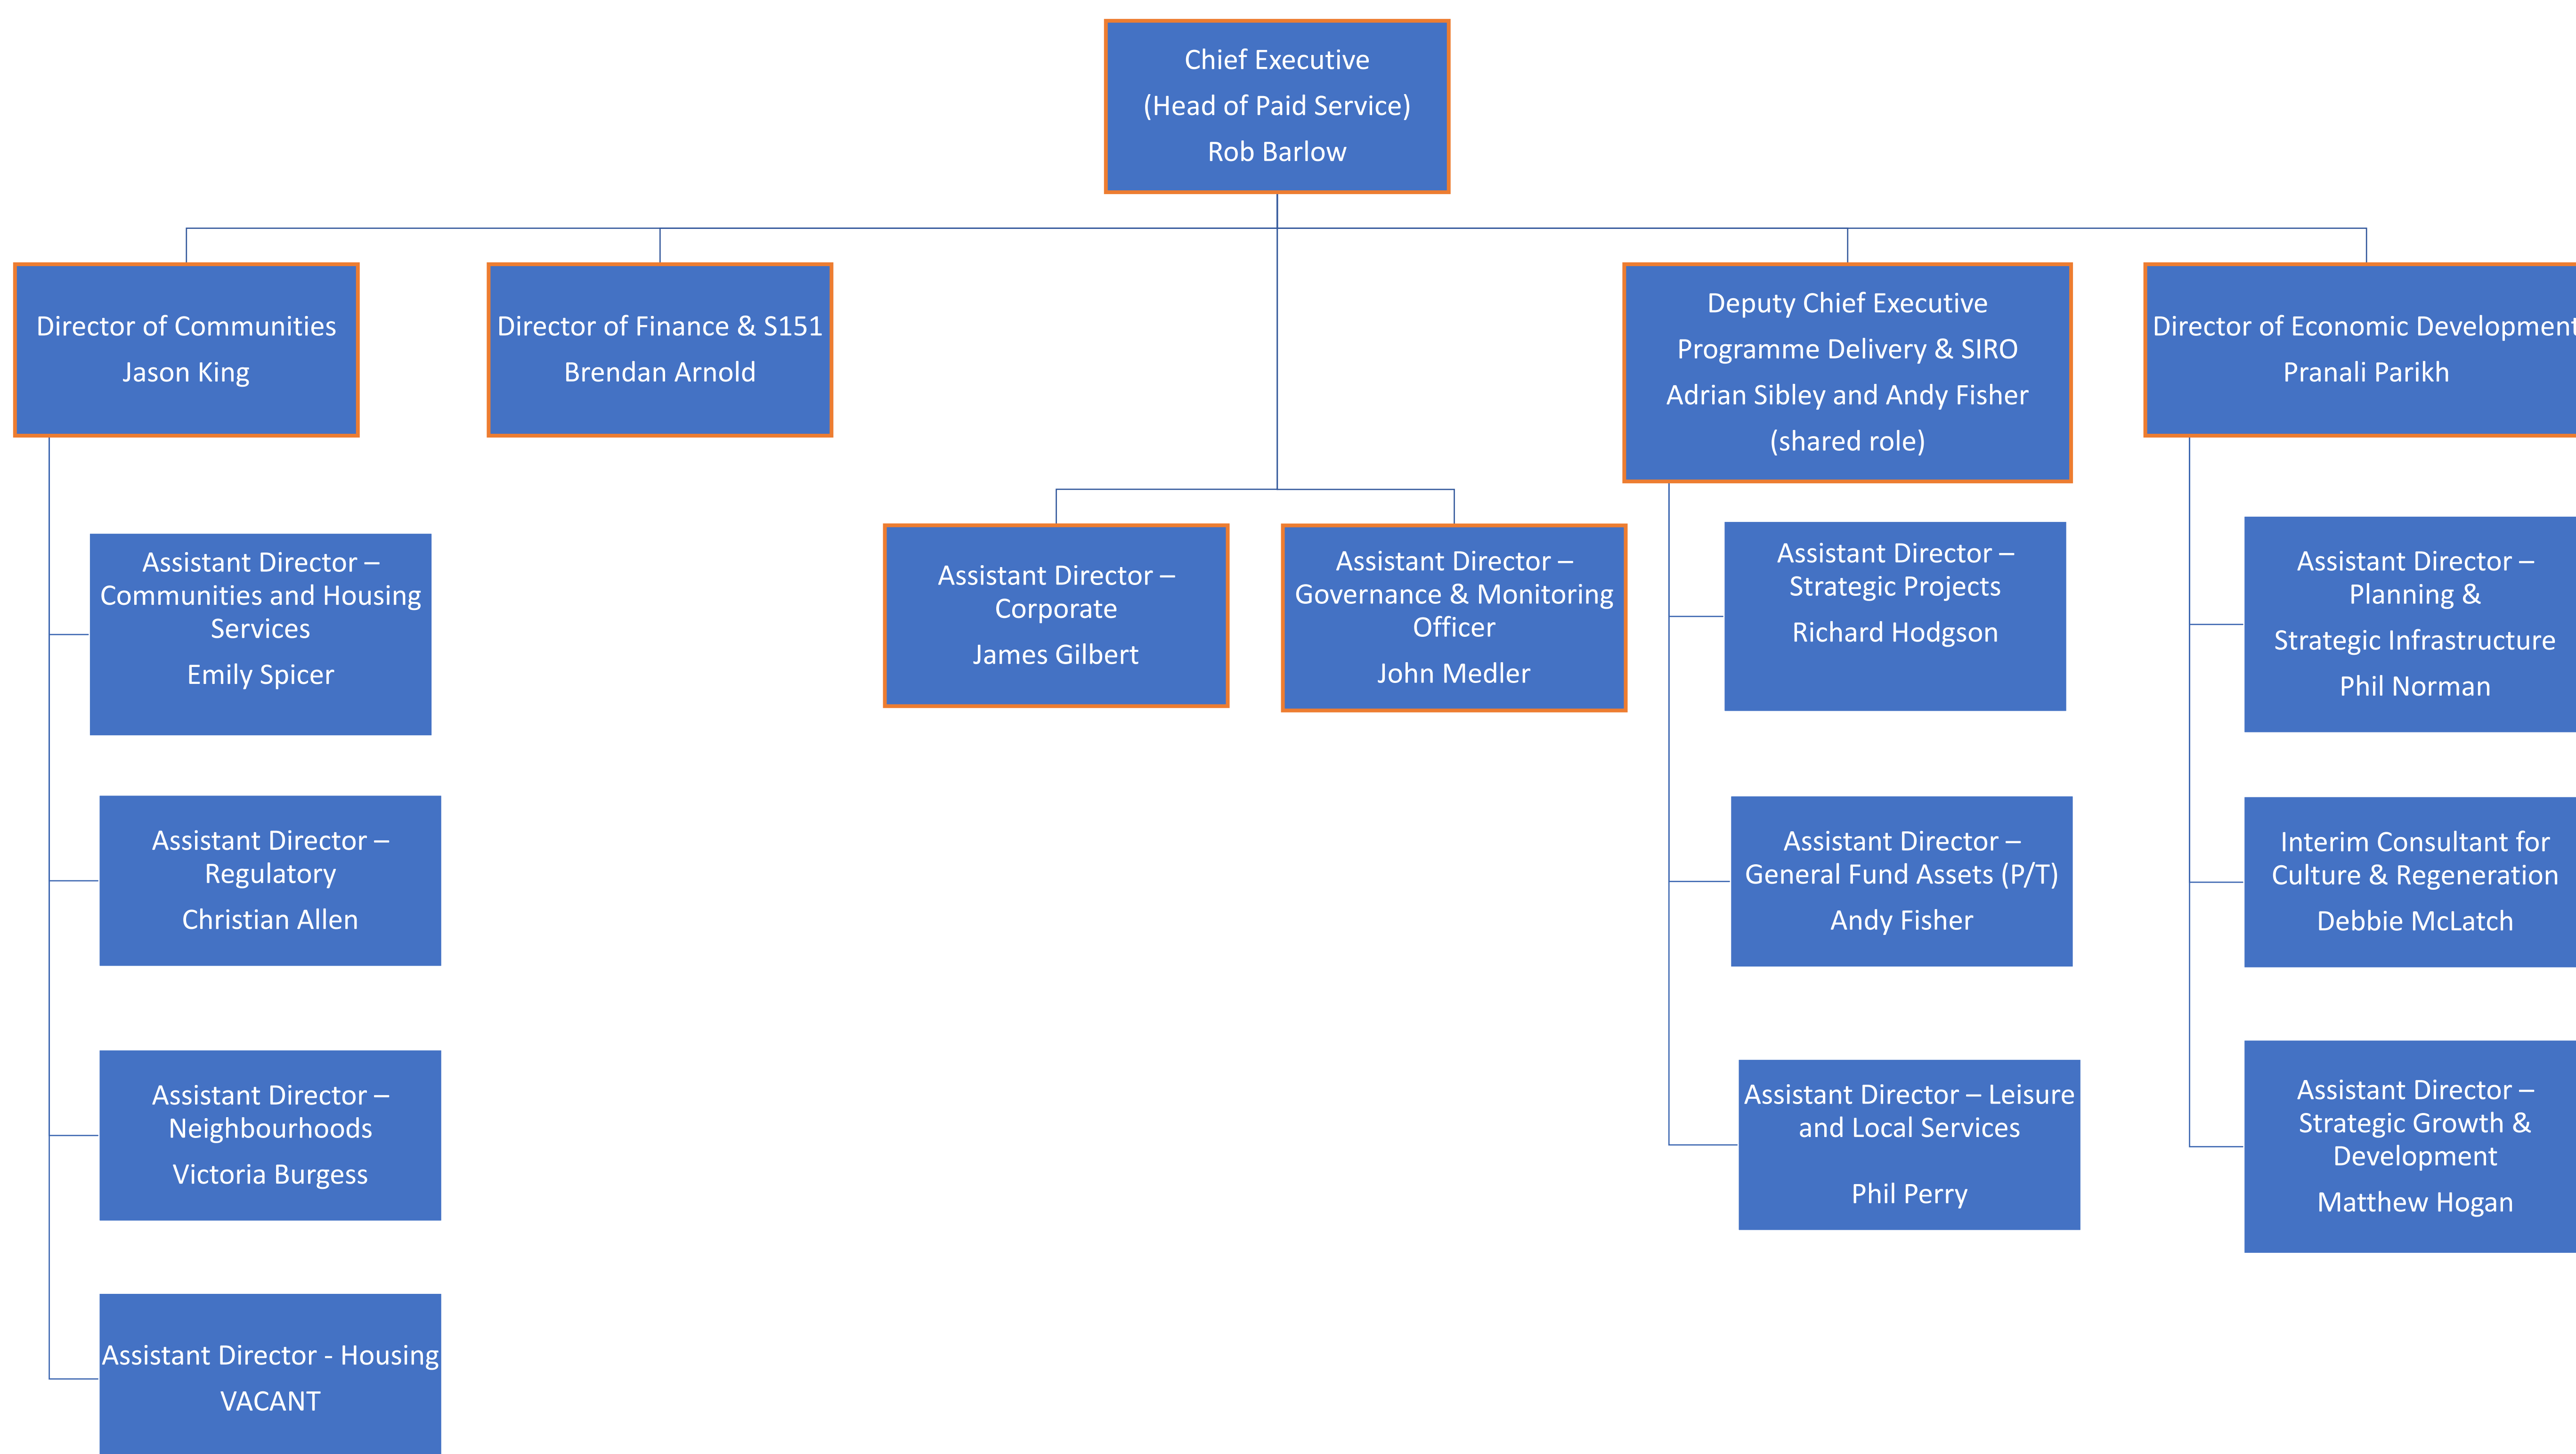 Chief Executive
(Head of Paid Service)
Rob Barlow
Director of Communities
Jason King
Director of Finance & S151
Brendan Arnold
Deputy Chief Executive
Programme Delivery & SIRO
Adrian Sibley and Andy Fisher
(shared role)
Director of Economic Development
Pranali Parikh
Assistant Director –
Communities and Housing
Services
Emily Spicer
Assistant Director –
Corporate
James Gilbert
Assistant Director –
Governance & Monitoring
Officer
John Medler
Assistant Director –
Strategic Projects
Richard Hodgson
Assistant Director –
Planning &
Strategic Infrastructure
Phil Norman
Assistant Director –
Regulatory
Christian Allen
Assistant Director –
General Fund Assets (P/T)
Andy Fisher
Interim Consultant for
Culture & Regeneration
Debbie McLatch
Assistant Director –
Neighbourhoods
Victoria Burgess
Assistant Director – Leisure
and Local Services
Phil Perry
Assistant Director –
Strategic Growth &
Development
Matthew Hogan
Assistant Director - Housing
VACANT